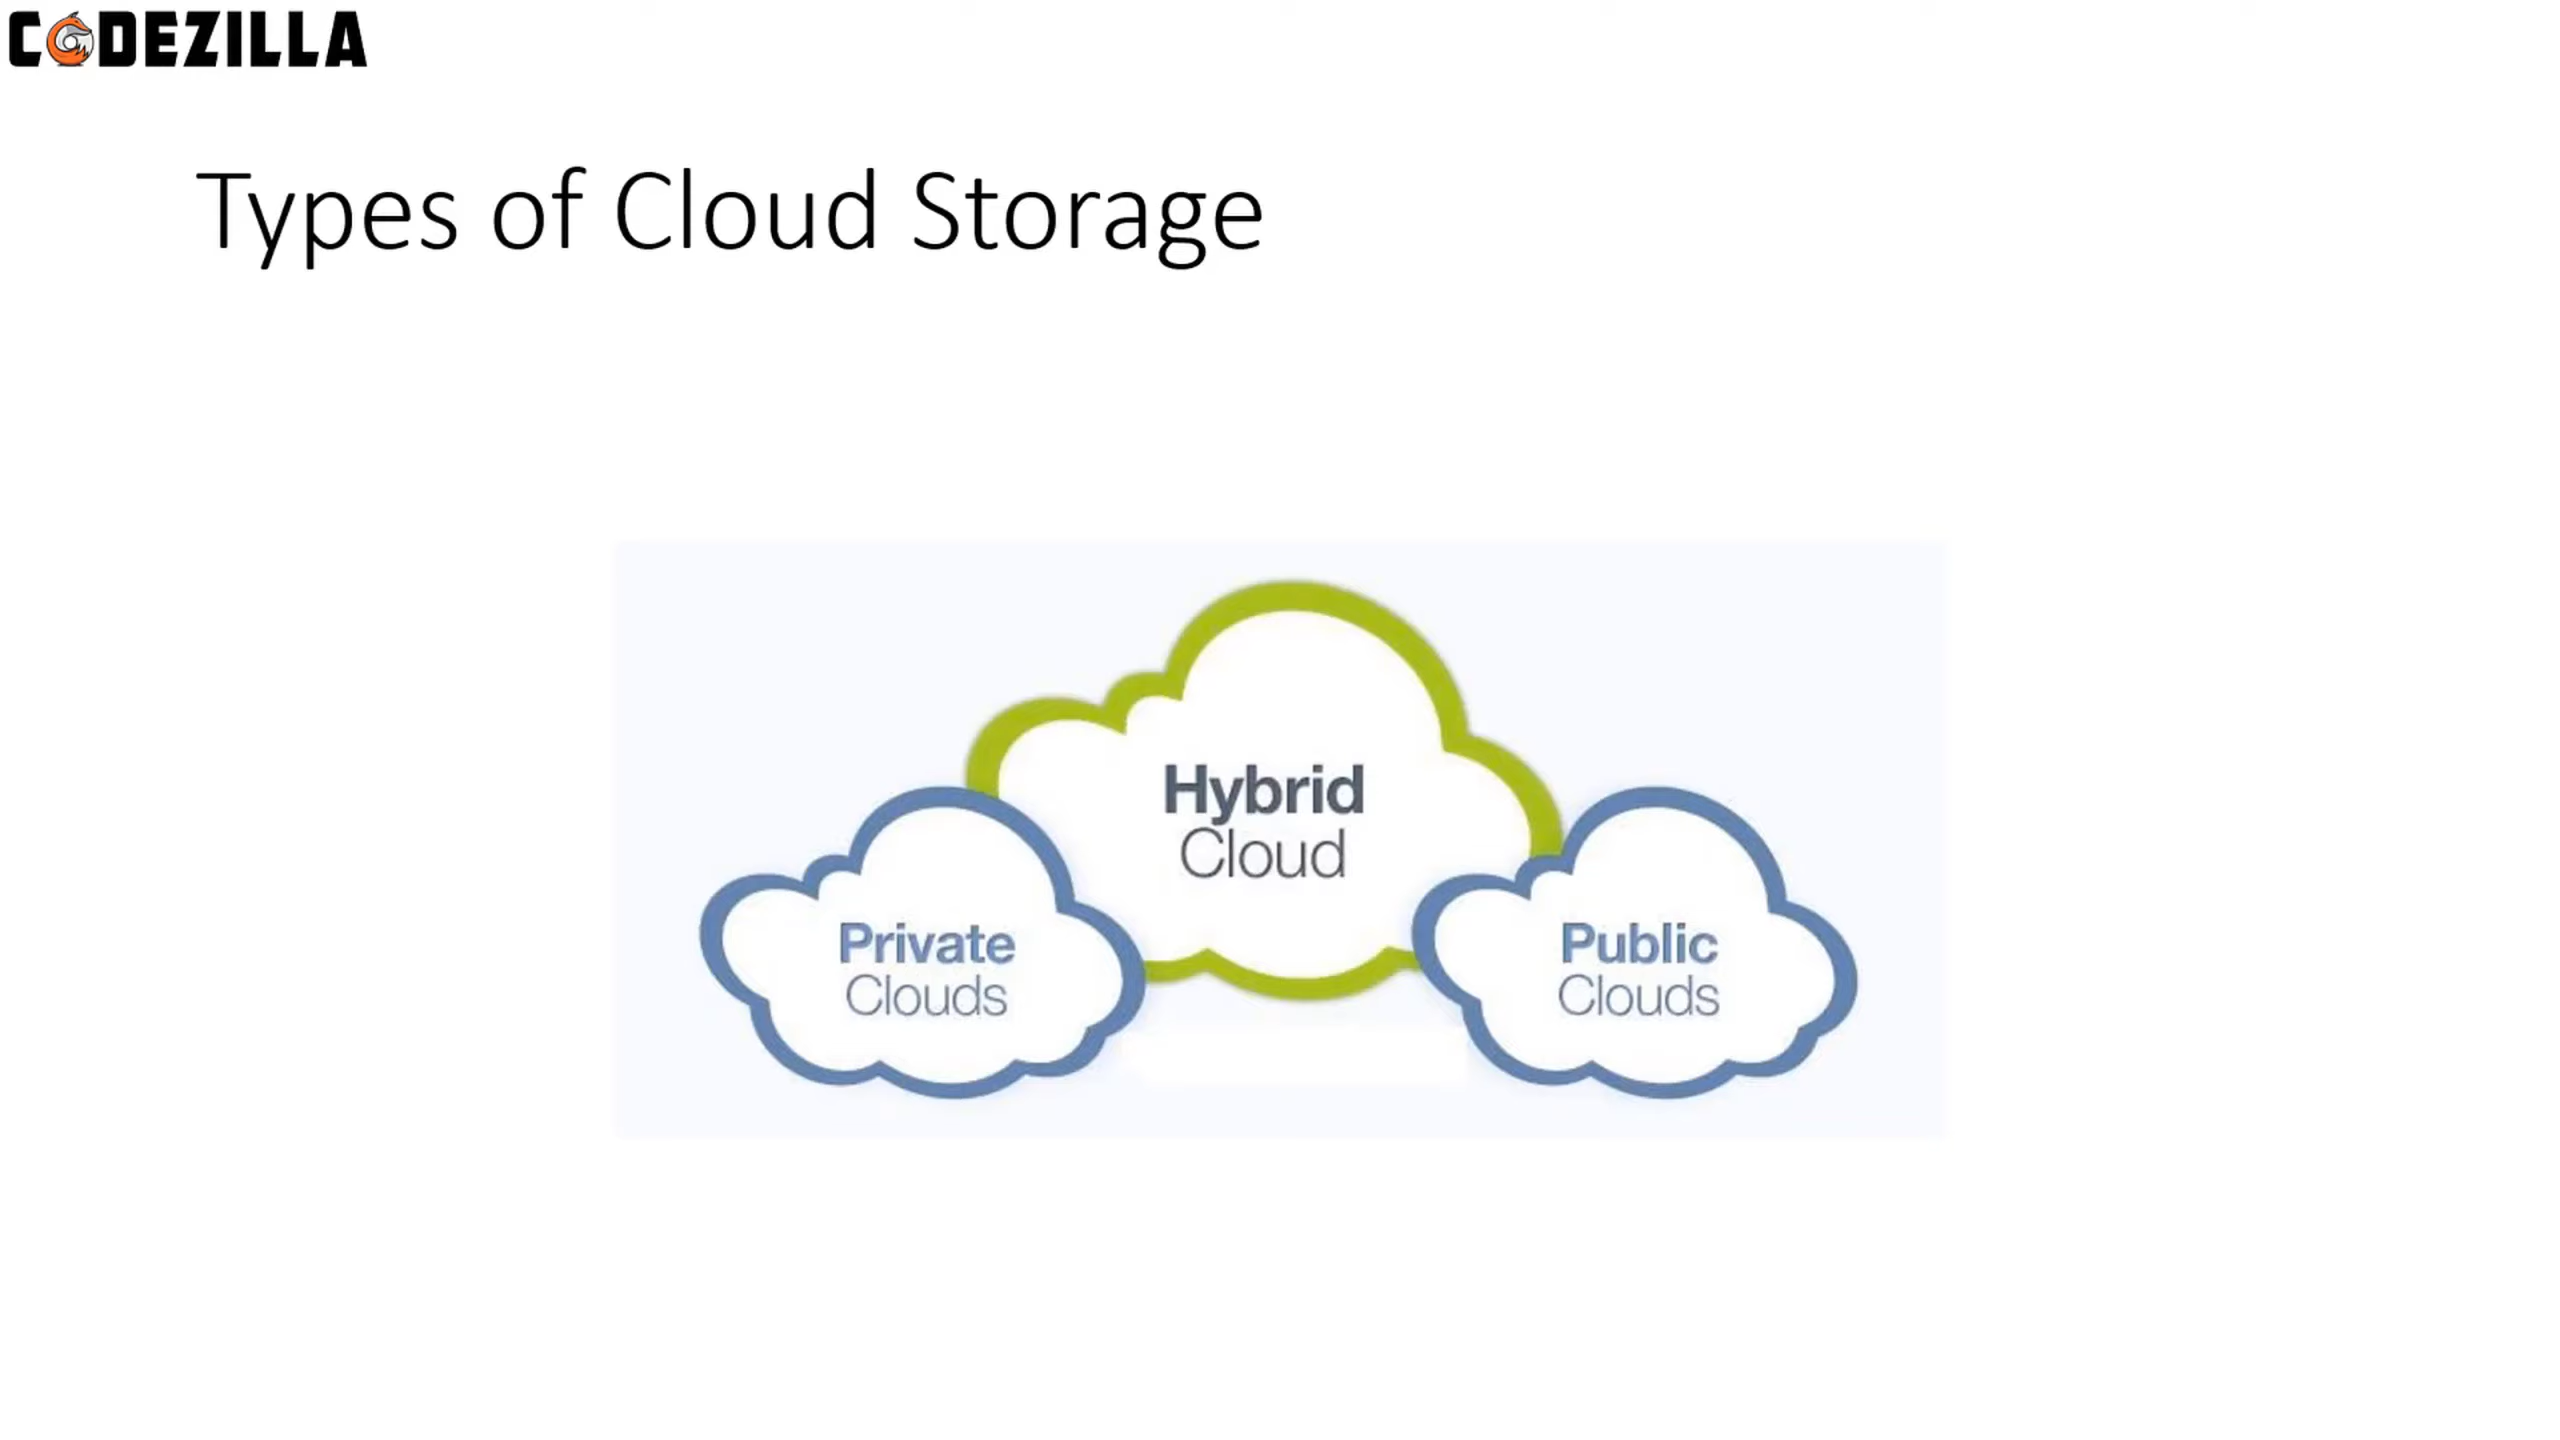 CODEZILLA
Types of Cloud Storage
Hybrid
Cloud
Private
Clouds
Public
Clouds